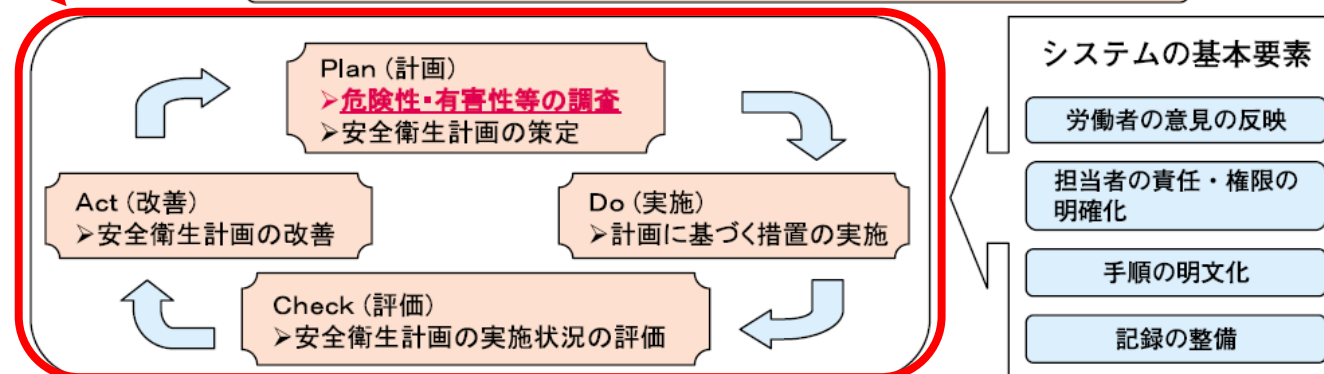 Plan（計画）
➢危険性・有害性等の調査
➢安全衛生計画の策定
Do（実施）
➢計画に基づく措置の実施
Check（評価）
➢安全衛生計画の実施状況の評価
Act（改善）
➢安全衛生計画の改善
システムの基本要素
労働者の意見の反映
担当者の責任・権限の
明確化
手順の明文化
記録の整備